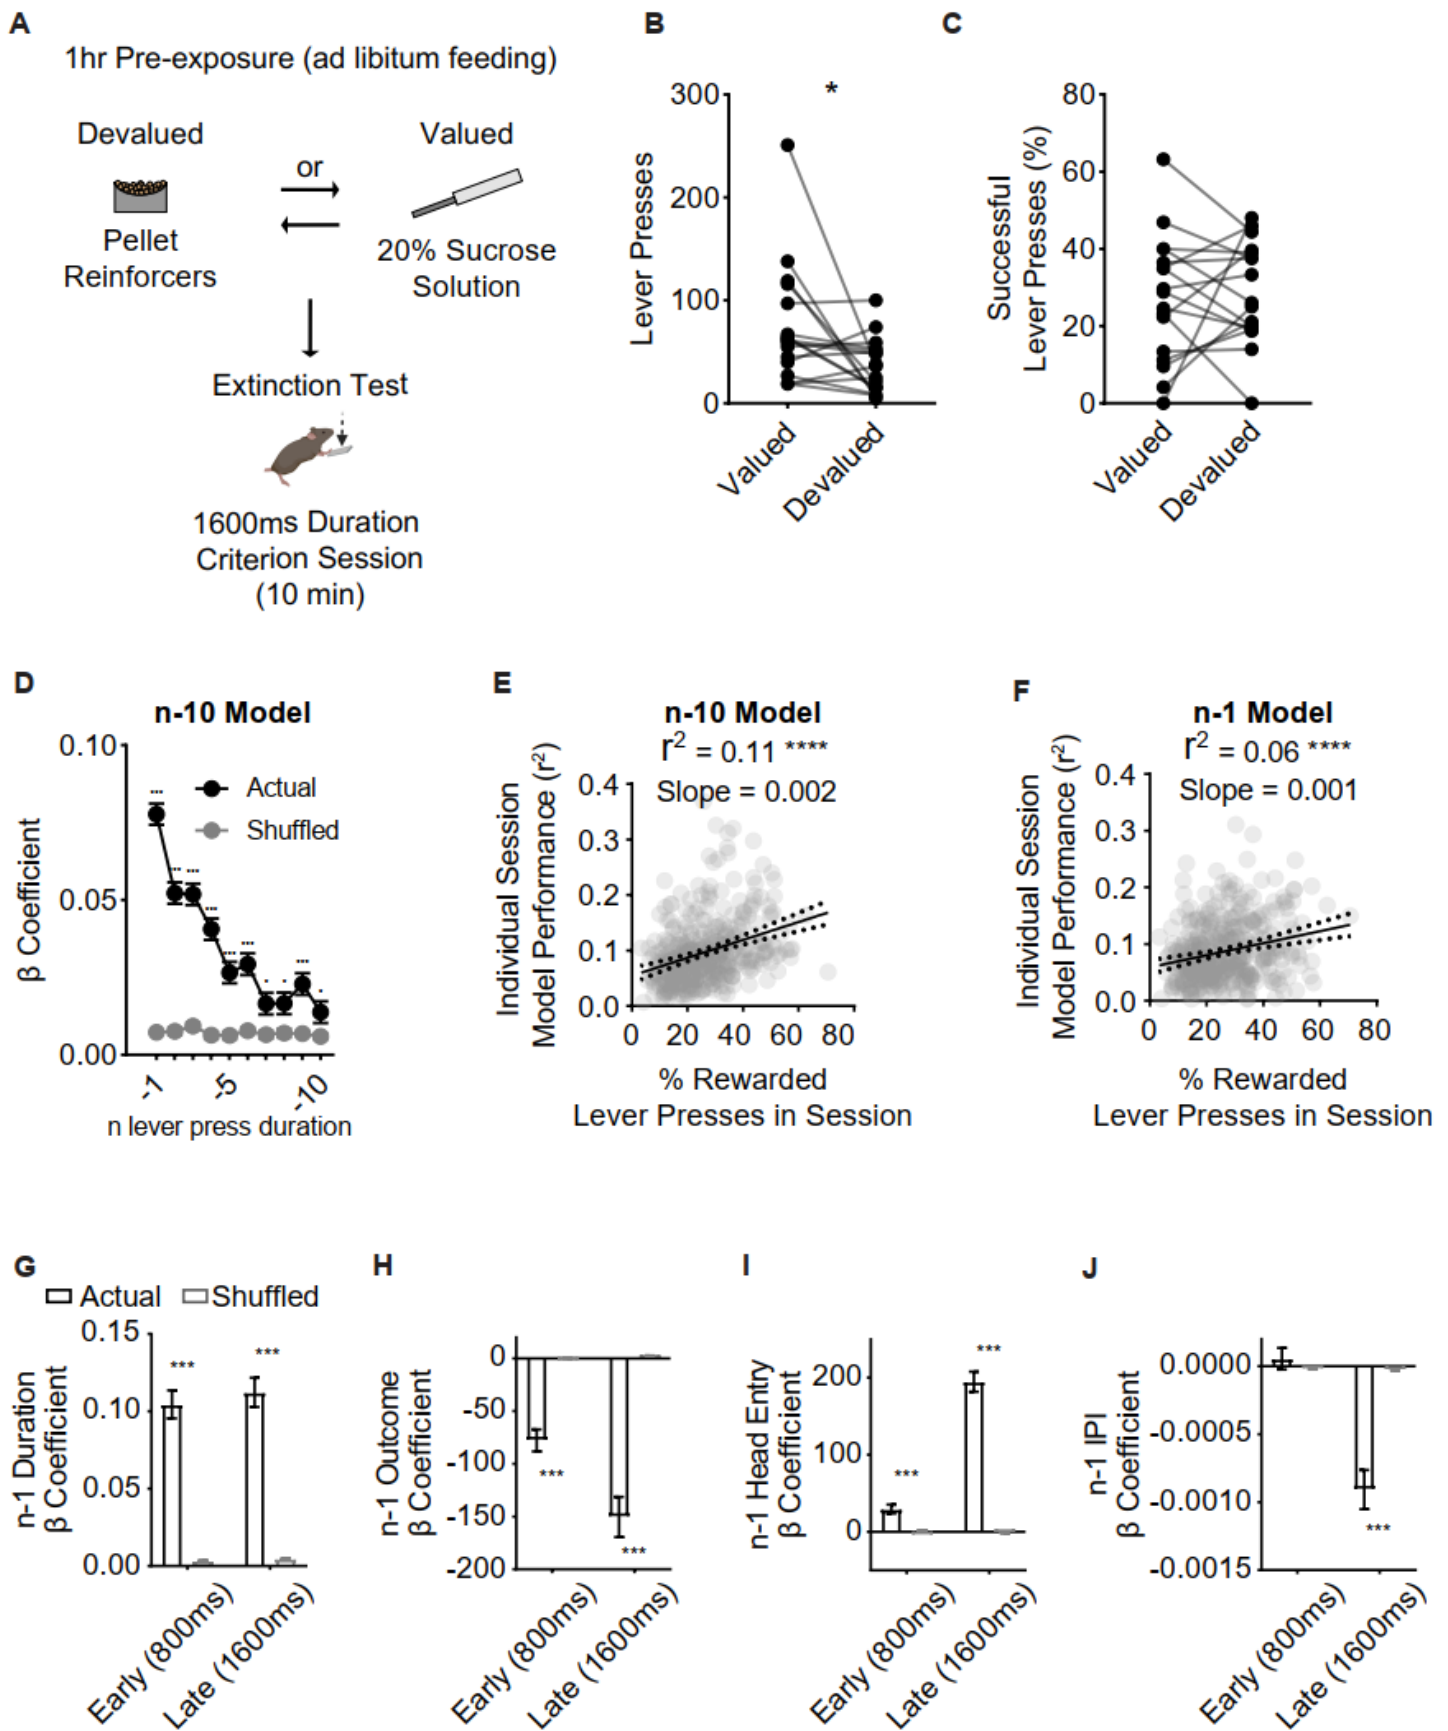 A
1hr Pre-exposure (ad libitum feeding)
Devalued
or
Valued
Pellet
Reinforcers
20% Sucrose
Solution
Extinction Test
1600ms Duration
Criterion Session
(10 min)
B
Lever Presses
300
200
100
0
*
Valued
Devalued
C
Successful
Lever Presses (%)
80
60
40
20
0
Valued
Devalued
D
n-10 Model
β Coefficient
0.10
0.05
0.00
Actual
Shuffled
***
***
***
***
***
***
*
*
***
*
-1
-5
-10
n lever press duration
E
n-10 Model
r² = 0.11 ****
Slope = 0.002
Individual Session
Model Performance (r²)
0.4
0.3
0.2
0.1
0.0
0
20
40
60
80
% Rewarded
Lever Presses in Session
F
n-1 Model
r² = 0.06 ****
Slope = 0.001
Individual Session
Model Performance (r²)
0.4
0.3
0.2
0.1
0.0
0
20
40
60
80
% Rewarded
Lever Presses in Session
G
Actual
Shuffled
n-1 Duration
β Coefficient
0.15
0.10
0.05
0.00
***
***
Early (800ms)
Late (1600ms)
H
n-1 Outcome
β Coefficient
0
-50
-100
-150
-200
***
***
Early (800ms)
Late (1600ms)
I
n-1 Head Entry
β Coefficient
200
100
0
***
***
Early (800ms)
Late (1600ms)
J
n-1 IPI
β Coefficient
0.0000
-0.0005
-0.0010
-0.0015
***
Early (800ms)
Late (1600ms)